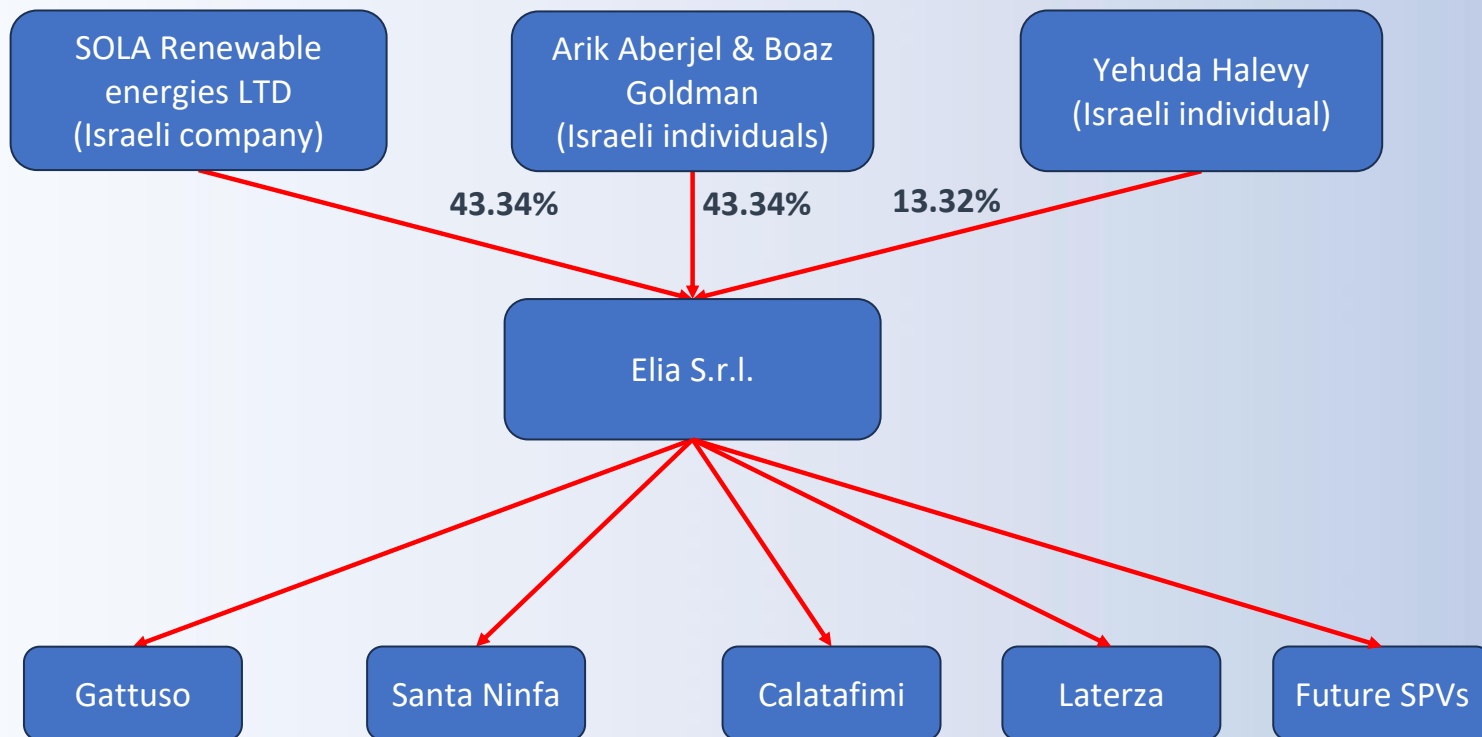 SOLA Renewable
energies LTD
(Israeli company)
Arik Aberjel & Boaz
Goldman
(Israeli individuals)
Yehuda Halevy
(Israeli individual)
43.34%
43.34%
13.32%
Elia S.r.l.
Gattuso
Santa Ninfa
Calatafimi
Laterza
Future SPVs